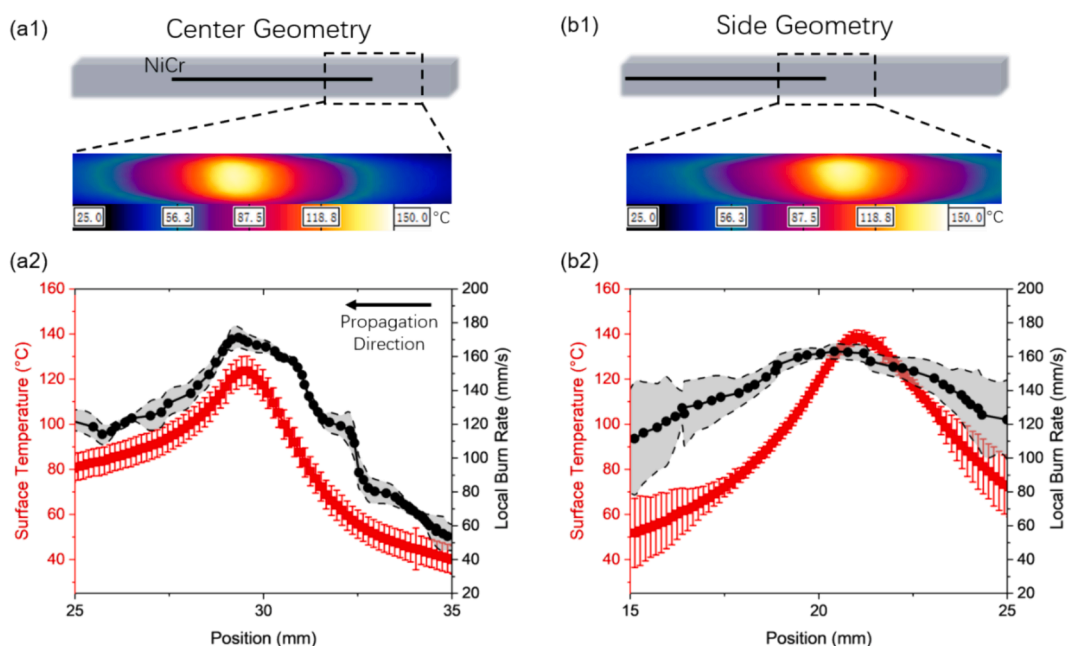 (a1)
Center Geometry
NiCr
25.0 56.3 87.5 118.8 150.0 °C
(b1)
Side Geometry
25.0 56.3 87.5 118.8 150.0 °C
(a2)
160
140
120
100
80
60
40
Surface Temperature (°C)
200
180
160
140
120
100
80
60
40
20
Local Burn Rate (mm/s)
Propagation
Direction
25 30 35
Position (mm)
(b2)
160
140
120
100
80
60
40
Surface Temperature (°C)
200
180
160
140
120
100
80
60
40
20
Local Burn Rate (mm/s)
15 20 25
Position (mm)